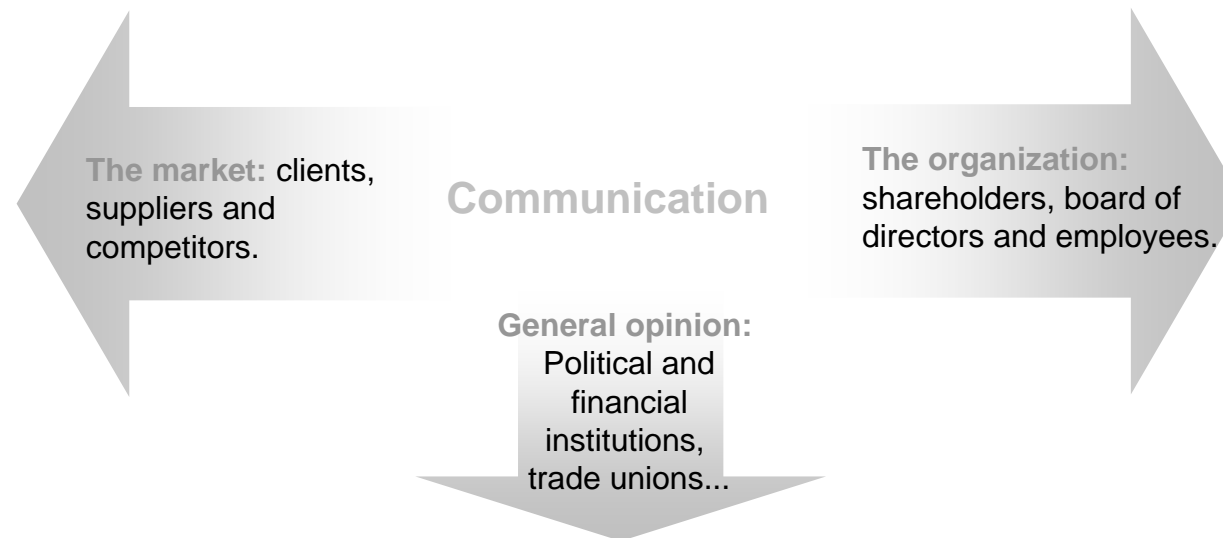 The market: clients,
suppliers and
competitors.
Communication
The organization:
shareholders, board of
directors and employees.
General opinion:
Political and
financial
institutions,
trade unions...